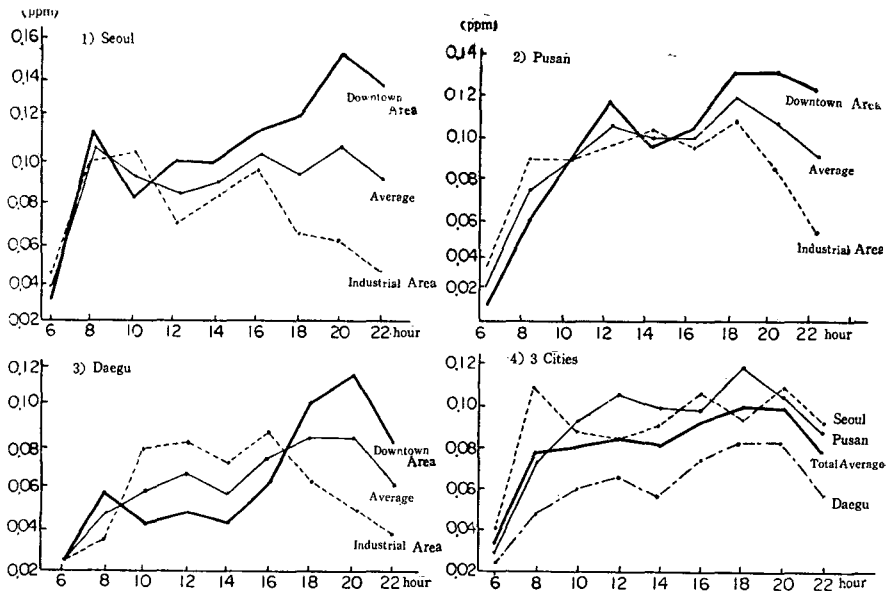 (ppm)
1) Seoul
0.16
0.14
0.12
0.10
0.08
0.06
0.04
0.02
Downtown
Area
Average
Industrial Area
6 8 10 12 14 16 18 20 22 hour
(ppm)
2) Pusan
0.14
0.12
0.10
0.08
0.06
0.04
0.02
Downtown Area
Average
Industrial Area
6 8 10 12 14 16 18 20 22 hour
3) Daegu
0.12
0.10
0.08
0.06
0.04
0.02
Downtown
Area
Average
Industrial Area
6 8 10 12 14 16 18 20 22 hour
4) 3 Cities
0.12
0.10
0.08
0.06
0.04
0.02
Seoul
Pusan
Total Average
Daegu
6 8 10 12 14 16 18 20 22 hour